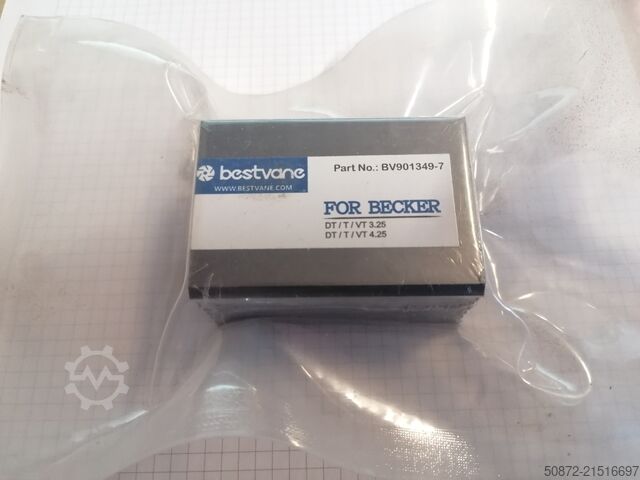 bestvane
WWW.BESTVANE.COM
Part No.: BV901349-7
FOR BECKER
DT / T / VT 3.25
DT / T / VT 4.25
50872-21516697